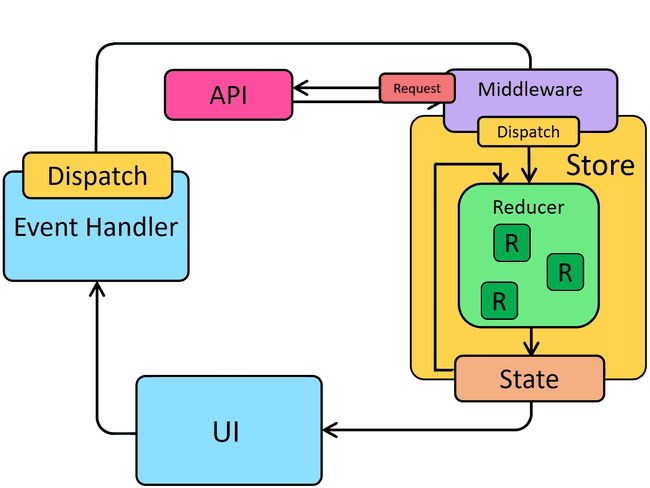 API
Request
Middleware
Dispatch
Store
Dispatch
Event Handler
Reducer
R
R
R
State
UI